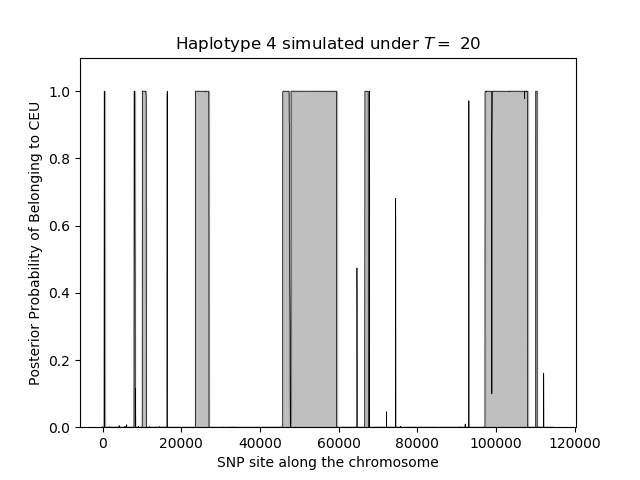 Haplotype 4 simulated under T = 20
Posterior Probability of Belonging to CEU
1.0
0.8
0.6
0.4
0.2
0.0
0 20000 40000 60000 80000 100000 120000
SNP site along the chromosome